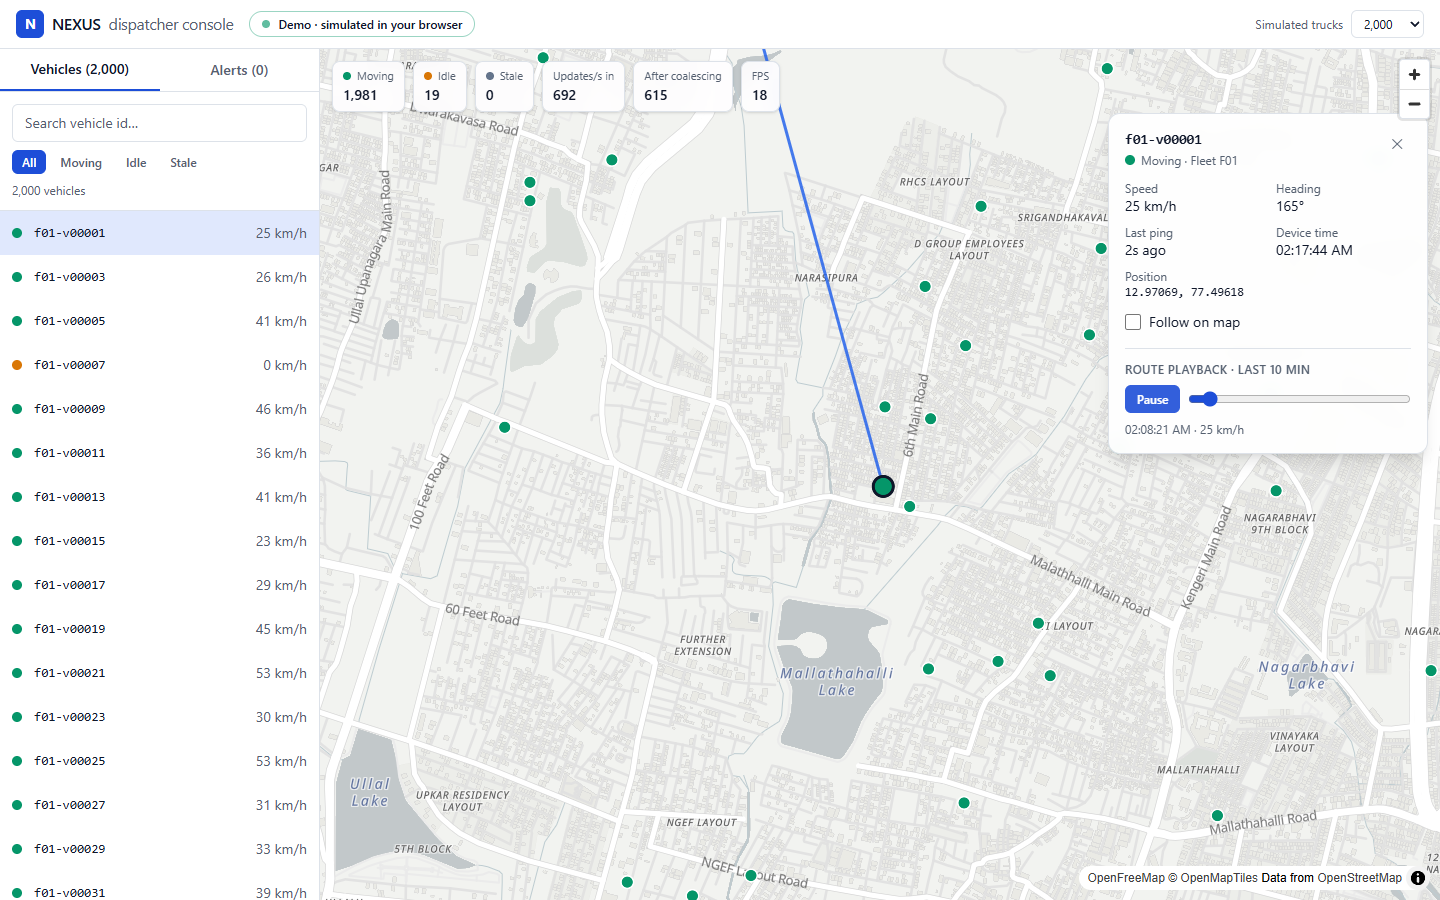 N NEXUS dispatcher console
Demo · simulated in your browser
Simulated trucks 2,000
Vehicles (2,000)
Alerts (0)
Search vehicle id...
All Moving Idle Stale
2,000 vehicles
f01-v00001 25 km/h
f01-v00003 26 km/h
f01-v00005 41 km/h
f01-v00007 0 km/h
f01-v00009 46 km/h
f01-v00011 36 km/h
f01-v00013 41 km/h
f01-v00015 23 km/h
f01-v00017 29 km/h
f01-v00019 45 km/h
f01-v00021 53 km/h
f01-v00023 30 km/h
f01-v00025 53 km/h
f01-v00027 31 km/h
f01-v00029 33 km/h
f01-v00031 39 km/h
Moving
1,981
Idle
19
Stale
0
Updates/s in
692
After coalescing
615
FPS
18
+
−
f01-v00001
Moving · Fleet F01
Speed
25 km/h
Heading
165°
Last ping
2s ago
Device time
02:17:44 AM
Position
12.97069, 77.49618
Follow on map
ROUTE PLAYBACK · LAST 10 MIN
Pause
02:08:21 AM · 25 km/h
GAR
Ullal Upanagara Main Road
RHCS LAYOUT
SRIGANDHAKAVAL
D GROUP EMPLOYEES
LAYOUT
NARASIPURA
6th Main Road
100 Feet Road
NAGARABHAVI
9TH BLOCK
Kengeri Main Road
Malathhalli Main Road
60 Feet Road
FURTHER
EXTENSION
I LAYOUT
NAGAR
Mallathahalli
Lake
Nagarbhavi
Lake
VINAYAKA
LAYOUT
MALLATHAHALLI
Ullal
Lake
UPKAR RESIDENCY
LAYOUT
NGEF LAYOUT
Mallathahalli Road
5TH BLOCK
NGEF Layout Road
OpenFreeMap © OpenMapTiles Data from OpenStreetMap